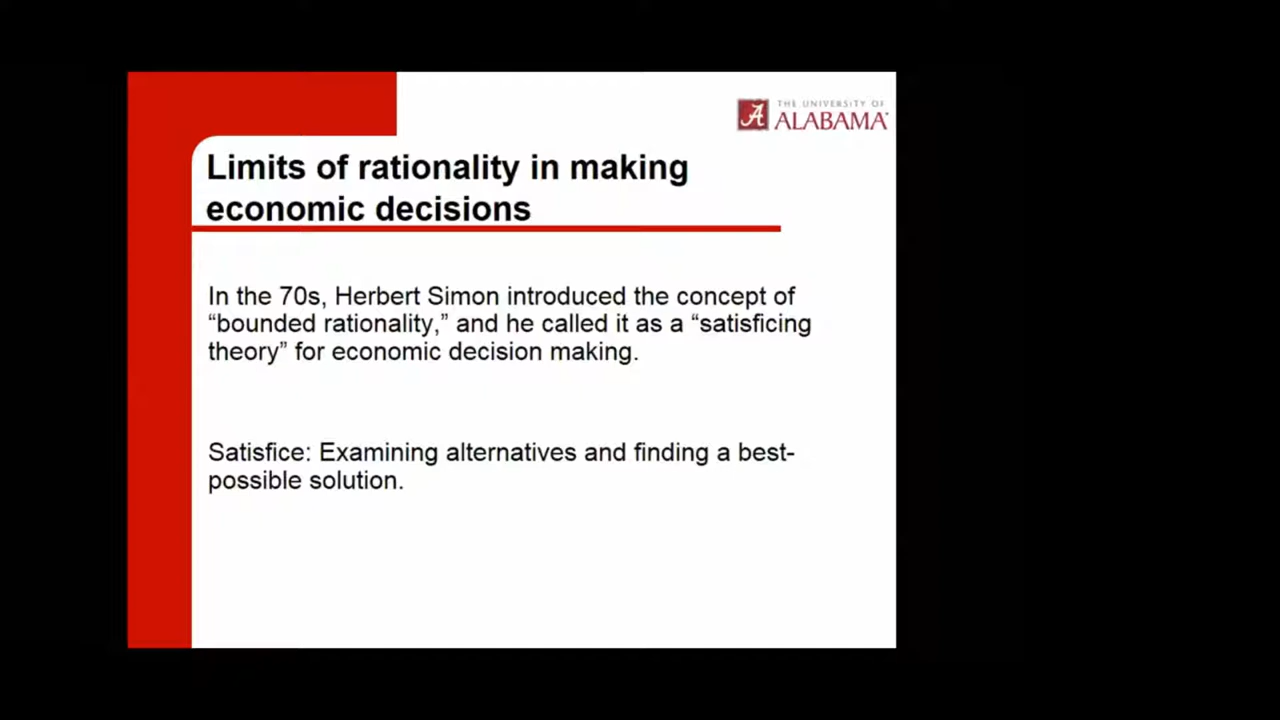 THE UNIVERSITY OF
ALABAMA
Limits of rationality in making
economic decisions
In the 70s, Herbert Simon introduced the concept of
“bounded rationality,” and he called it as a “satisficing
theory” for economic decision making.
Satisfice: Examining alternatives and finding a best-
possible solution.